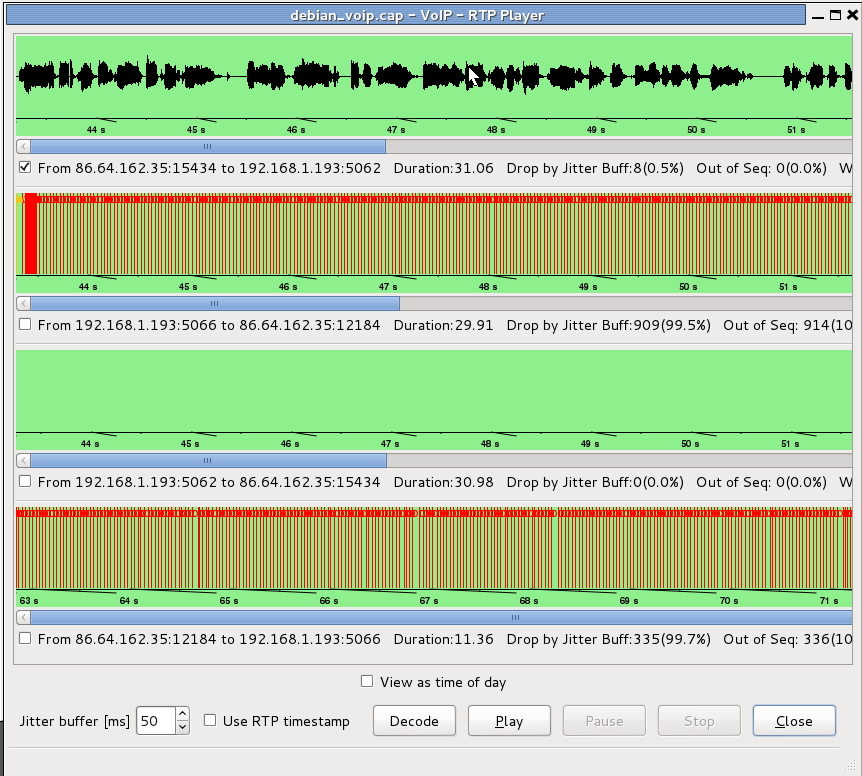 debian_voip.cap – VoIP – RTP Player
44 s 45 s 46 s 47 s 48 s 49 s 50 s 51 s
From 86.64.162.35:15434 to 192.168.1.193:5062 Duration:31.06 Drop by Jitter Buff:8(0.5%) Out of Seq: 0(0.0%) W
44 s 45 s 46 s 47 s 48 s 49 s 50 s 51 s
From 192.168.1.193:5066 to 86.64.162.35:12184 Duration:29.91 Drop by Jitter Buff:909(99.5%) Out of Seq: 914(10
44 s 45 s 46 s 47 s 48 s 49 s 50 s 51 s
From 192.168.1.193:5062 to 86.64.162.35:15434 Duration:30.98 Drop by Jitter Buff:0(0.0%) Out of Seq: 0(0.0%) W
63 s 64 s 65 s 66 s 67 s 68 s 69 s 70 s 71 s
From 86.64.162.35:12184 to 192.168.1.193:5066 Duration:11.36 Drop by Jitter Buff:335(99.7%) Out of Seq: 336(10
View as time of day
Jitter buffer [ms] 50 Use RTP timestamp Decode Play Pause Stop Close